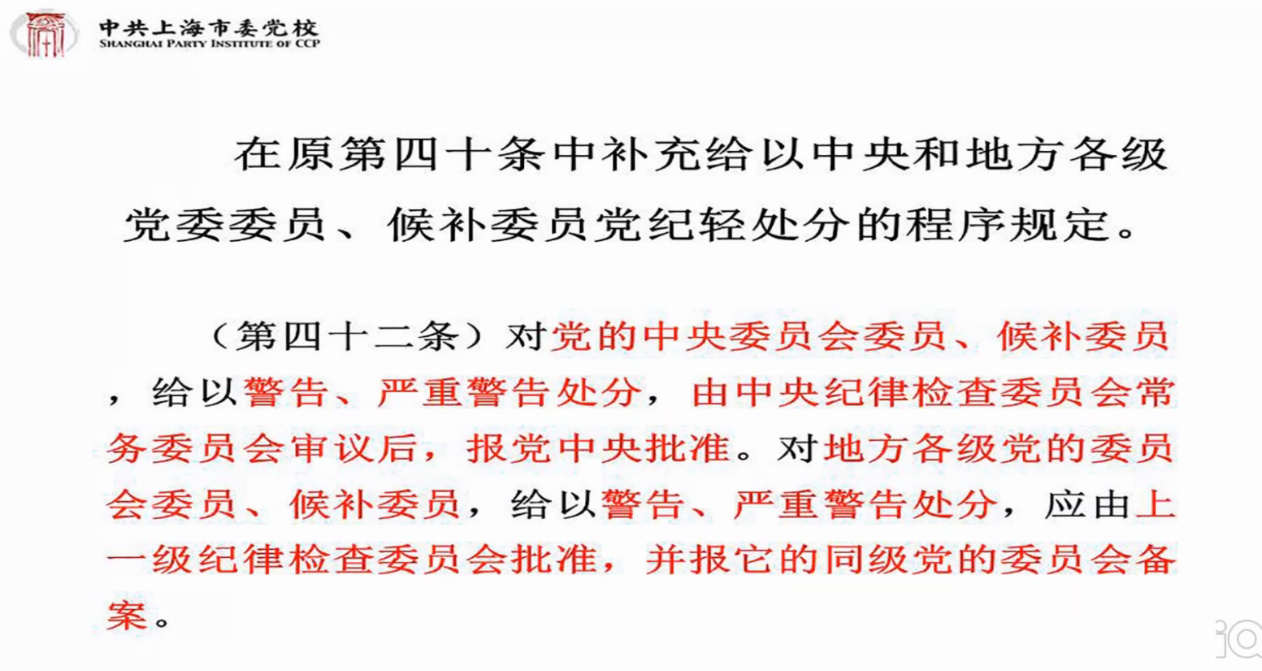 中共上海市委党校
SHANGHAI PARTY INSTITUTE OF CCP
在原第四十条中补充给以中央和地方各级
党委委员、候补委员党纪轻处分的程序规定。
（第四十二条）对党的中央委员会委员、候补委员
，给以警告、严重警告处分，由中央纪律检查委员会常
务委员会审议后，报党中央批准。对地方各级党的委员
会委员、候补委员，给以警告、严重警告处分，应由上
一级纪律检查委员会批准，并报它的同级党的委员会备
案。